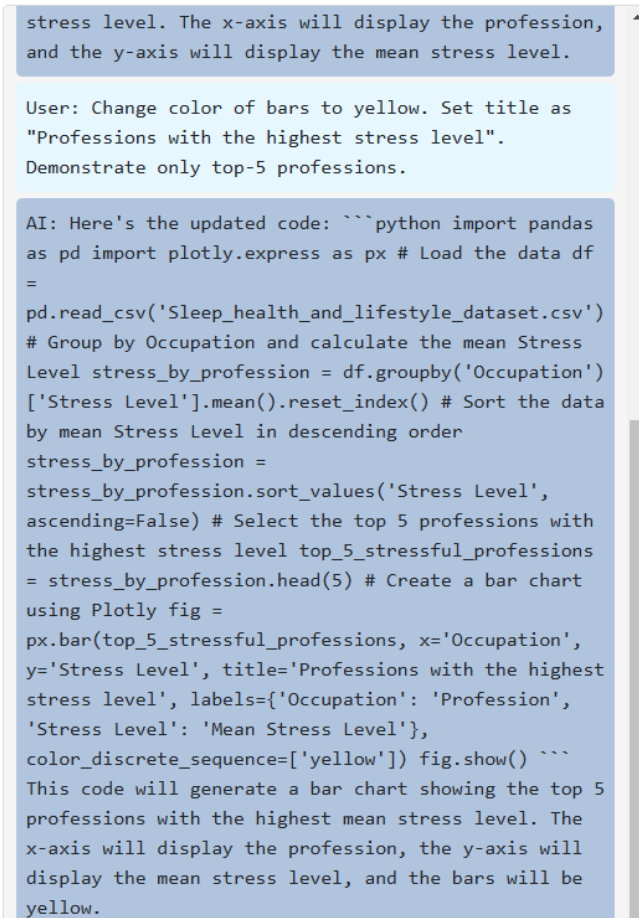 stress level. The x-axis will display the profession,
and the y-axis will display the mean stress level.
User: Change color of bars to yellow. Set title as
"Professions with the highest stress level".
Demonstrate only top-5 professions.
AI: Here's the updated code: ```python import pandas
as pd import plotly.express as px # Load the data df
=
pd.read_csv('Sleep_health_and_lifestyle_dataset.csv')
# Group by Occupation and calculate the mean Stress
Level stress_by_profession = df.groupby('Occupation')
['Stress Level'].mean().reset_index() # Sort the data
by mean Stress Level in descending order
stress_by_profession =
stress_by_profession.sort_values('Stress Level',
ascending=False) # Select the top 5 professions with
the highest stress level top_5_stressful_professions
= stress_by_profession.head(5) # Create a bar chart
using Plotly fig =
px.bar(top_5_stressful_professions, x='Occupation',
y='Stress Level', title='Professions with the highest
stress level', labels={'Occupation': 'Profession',
'Stress Level': 'Mean Stress Level'},
color_discrete_sequence=['yellow']) fig.show() ```
This code will generate a bar chart showing the top 5
professions with the highest mean stress level. The
x-axis will display the profession, the y-axis will
display the mean stress level, and the bars will be
yellow.